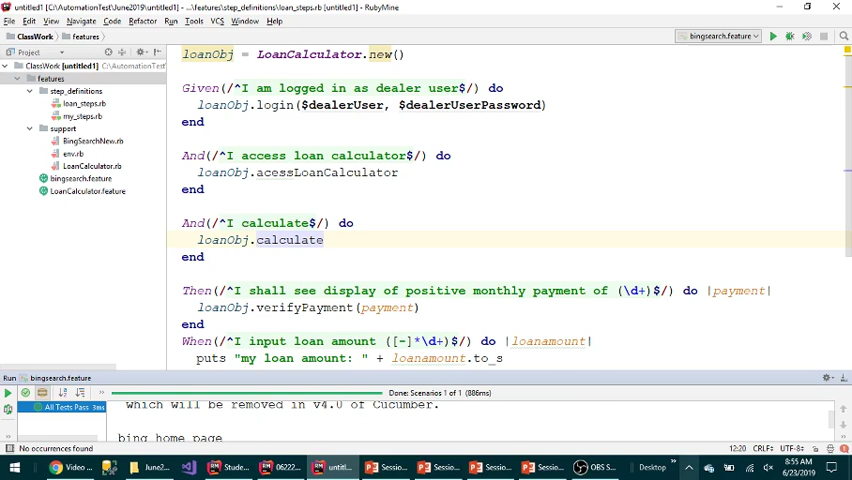 untitled1 [C:\AutomationTest\June2019\untitled1] - ...\features\step_definitions\loan_steps.rb [untitled1] - RubyMine
File Edit View Navigate Code Refactor Run Tools VCS Window Help
ClassWork features bingsearch.feature
Project
ClassWork [untitled1] C:\AutomationT
features
step_definitions
loan_steps.rb
my_steps.rb
support
BingSearchNew.rb
env.rb
LoanCalculator.rb
bingsearch.feature
LoanCalculator.feature
loanObj = LoanCalculator.new()
Given(/^I am logged in as dealer user$/) do
loanObj.login($dealerUser, $dealerUserPassword)
end
And(/^I access loan calculator$/) do
loanObj.acessLoanCalculator
end
And(/^I calculate$/) do
loanObj.calculate
end
Then(/^I shall see display of positive monthly payment of (\d+)$/) do |payment|
loanObj.verifyPayment(payment)
end
When(/^I input loan amount ([-]*\d+)$/) do |loanamount|
puts "my loan amount: " + loanamount.to_s
Run bingsearch.feature
Done: Scenarios 1 of 1 (886ms)
All Tests Pass 3ms
which will be removed in v4.0 of Cucumber.
bing home page
No occurrences found 12:20 CRLF÷ UTF-8÷
Video ... June2... Stude... 06222... untitl... Sessio... Sessio... Sessio... Sessio... OBS S... Desktop 8:55 AM
6/23/2019